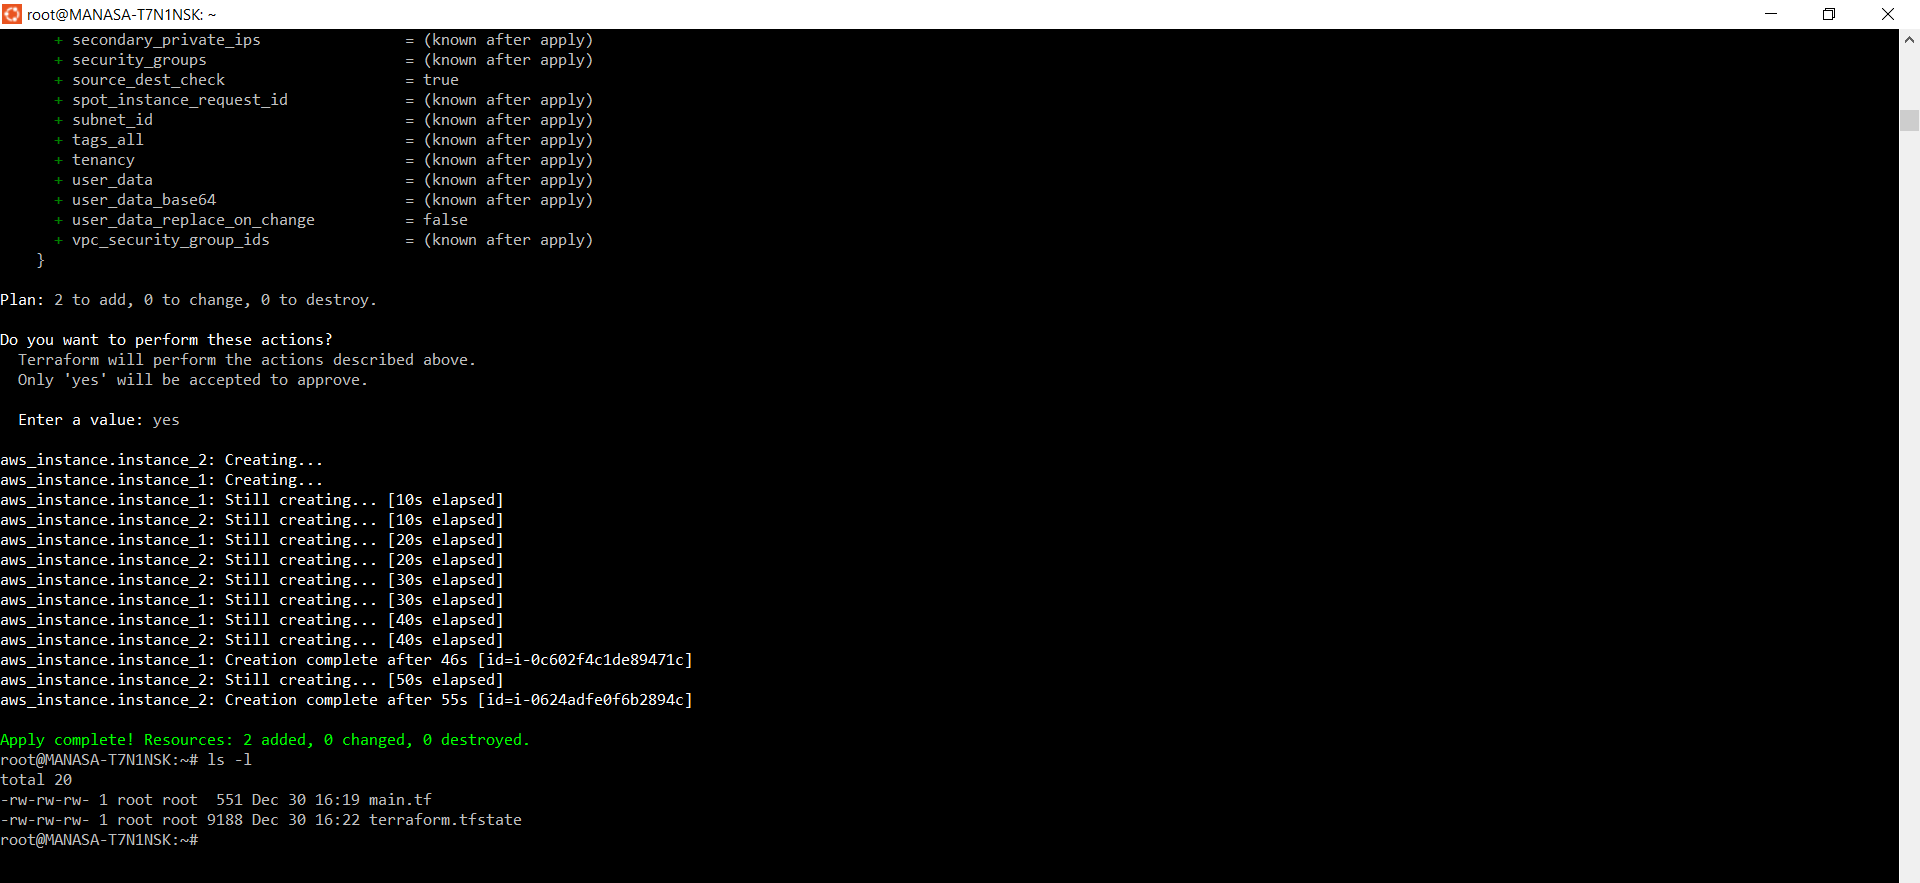 root@MANASA-T7N1NSK: ~
+ secondary_private_ips = (known after apply)
+ security_groups = (known after apply)
+ source_dest_check = true
+ spot_instance_request_id = (known after apply)
+ subnet_id = (known after apply)
+ tags_all = (known after apply)
+ tenancy = (known after apply)
+ user_data = (known after apply)
+ user_data_base64 = (known after apply)
+ user_data_replace_on_change = false
+ vpc_security_group_ids = (known after apply)
}
Plan: 2 to add, 0 to change, 0 to destroy.
Do you want to perform these actions?
Terraform will perform the actions described above.
Only 'yes' will be accepted to approve.
Enter a value: yes
aws_instance.instance_2: Creating...
aws_instance.instance_1: Creating...
aws_instance.instance_1: Still creating... [10s elapsed]
aws_instance.instance_2: Still creating... [10s elapsed]
aws_instance.instance_1: Still creating... [20s elapsed]
aws_instance.instance_2: Still creating... [20s elapsed]
aws_instance.instance_2: Still creating... [30s elapsed]
aws_instance.instance_1: Still creating... [30s elapsed]
aws_instance.instance_1: Still creating... [40s elapsed]
aws_instance.instance_2: Still creating... [40s elapsed]
aws_instance.instance_1: Creation complete after 46s [id=i-0c602f4c1de89471c]
aws_instance.instance_2: Still creating... [50s elapsed]
aws_instance.instance_2: Creation complete after 55s [id=i-0624adfe0f6b2894c]
Apply complete! Resources: 2 added, 0 changed, 0 destroyed.
root@MANASA-T7N1NSK:~# ls -l
total 20
-rw-rw-rw- 1 root root  551 Dec 30 16:19 main.tf
-rw-rw-rw- 1 root root 9188 Dec 30 16:22 terraform.tfstate
root@MANASA-T7N1NSK:~#